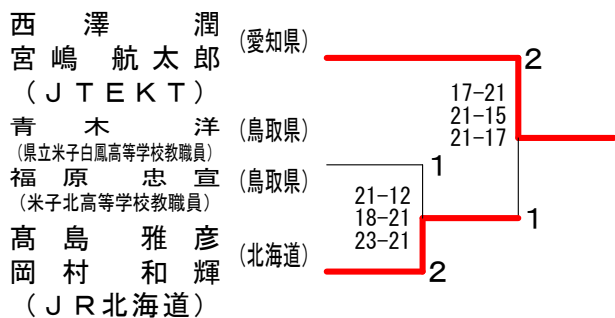 西澤潤
宮嶋航太郎
(愛知県)
(ＪＴＥＫＴ)
青木洋
(鳥取県)
(県立米子白鳳高等学校教職員)
福原忠宣
(鳥取県)
(米子北高等学校教職員)
髙島雅彦
岡村和輝
(北海道)
(ＪＲ北海道)
2
17-21
21-15
21-17
1
21-12
18-21
23-21
1
2